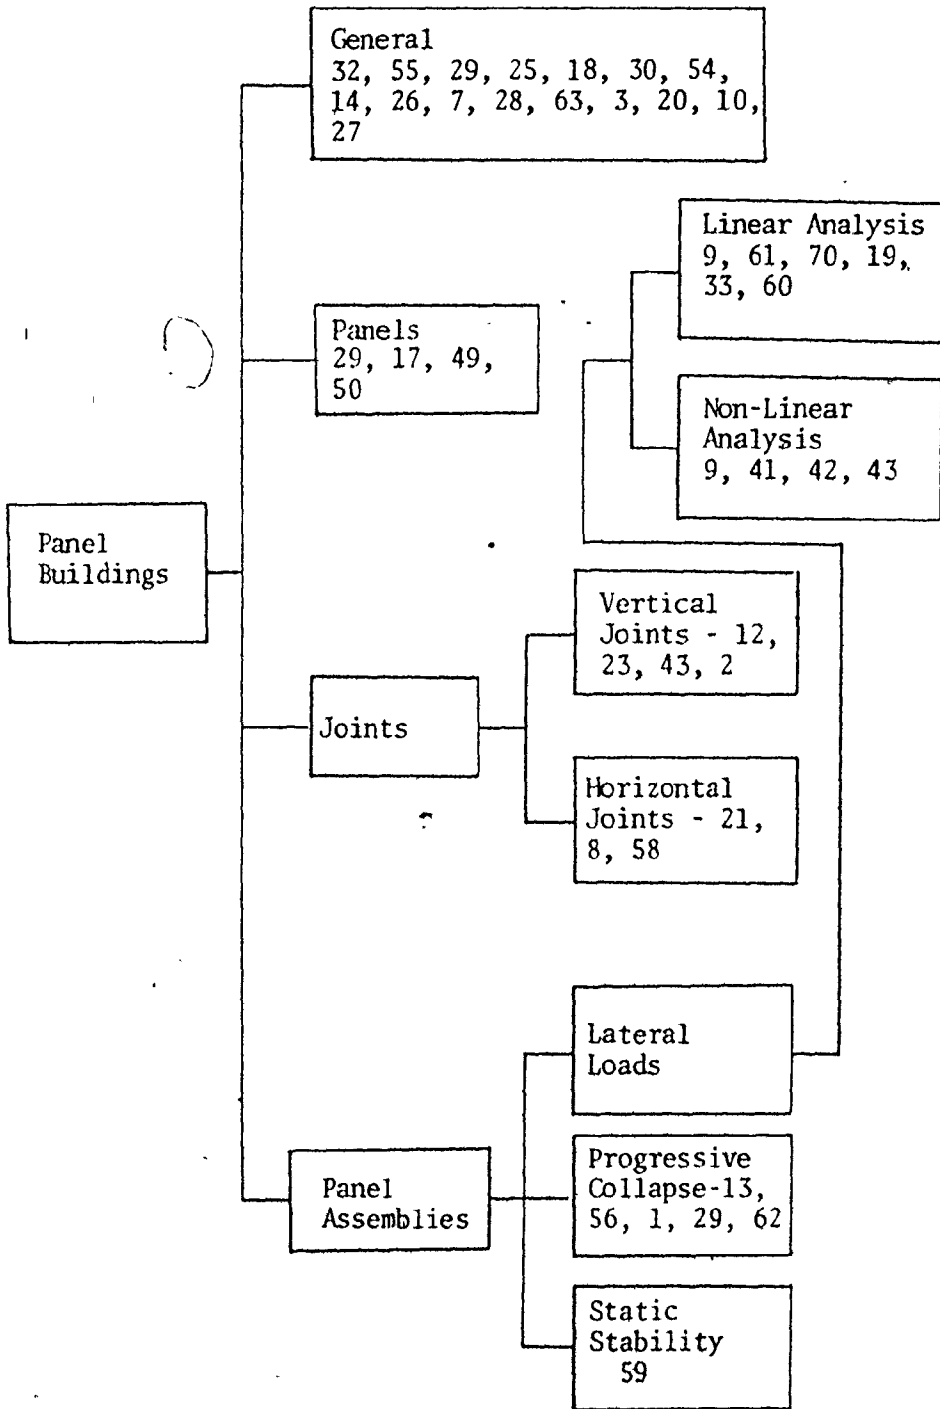 General
32, 55, 29, 25, 18, 30, 54,
14, 26, 7, 28, 63, 3, 20, 10,
27
Linear Analysis
9, 61, 70, 19,
33, 60
Panels
29, 17, 49,
50
Non-Linear
Analysis
9, 41, 42, 43
Panel
Buildings
Vertical
Joints - 12,
23, 43, 2
Joints
Horizontal
Joints - 21,
8, 58
Lateral
Loads
Panel
Assemblies
Progressive
Collapse-13,
56, 1, 29, 62
Static
Stability
59